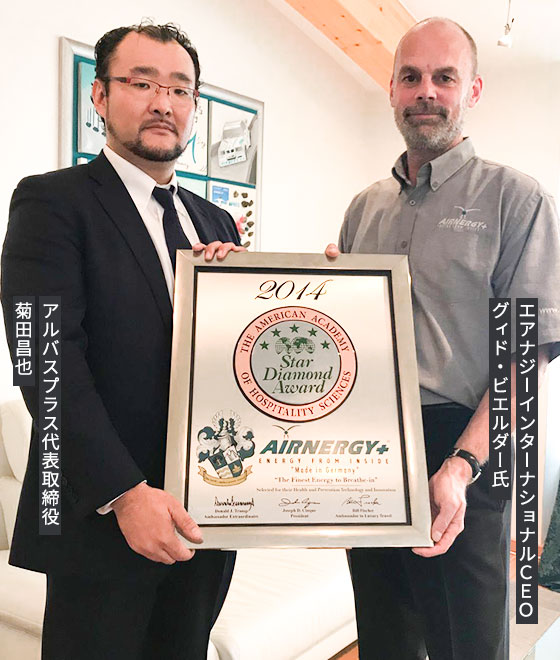 アルバスプラス代表取締役
菊田昌也
エアナジーインターナショナルCEO
グィド・ビエルダー氏
AIRNERGY+
2014
THE AMERICAN ACADEMY
OF HOSPITALITY SCIENCES
Star
Diamond
Award
AIRNERGY+
ENERGY FROM INSIDE
"Made in Germany"
"The Finest Energy to Breathe-in"
Selected for their Health and Prevention Technology and Innovation
Donald J. Trump
Ambassador Extraordinaire
Joseph D. Cinque
President
Bill Fischer
Ambassador to Luxury Travel